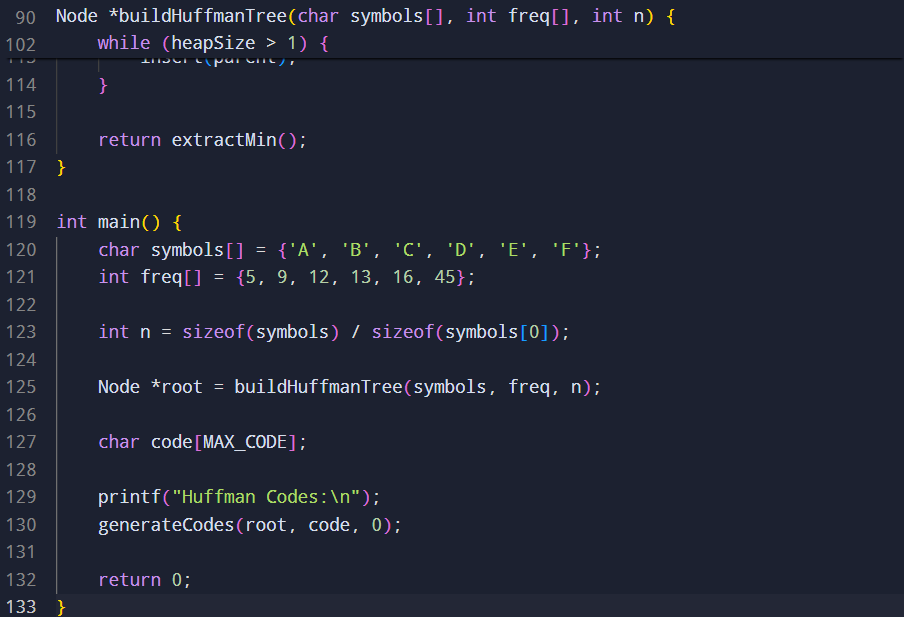 90 Node *buildHuffmanTree(char symbols[], int freq[], int n) {
102     while (heapSize > 1) {
113         insert(parent);
114     }
115
116     return extractMin();
117 }
118
119 int main() {
120     char symbols[] = {'A', 'B', 'C', 'D', 'E', 'F'};
121     int freq[] = {5, 9, 12, 13, 16, 45};
122
123     int n = sizeof(symbols) / sizeof(symbols[0]);
124
125     Node *root = buildHuffmanTree(symbols, freq, n);
126
127     char code[MAX_CODE];
128
129     printf("Huffman Codes:\n");
130     generateCodes(root, code, 0);
131
132     return 0;
133 }